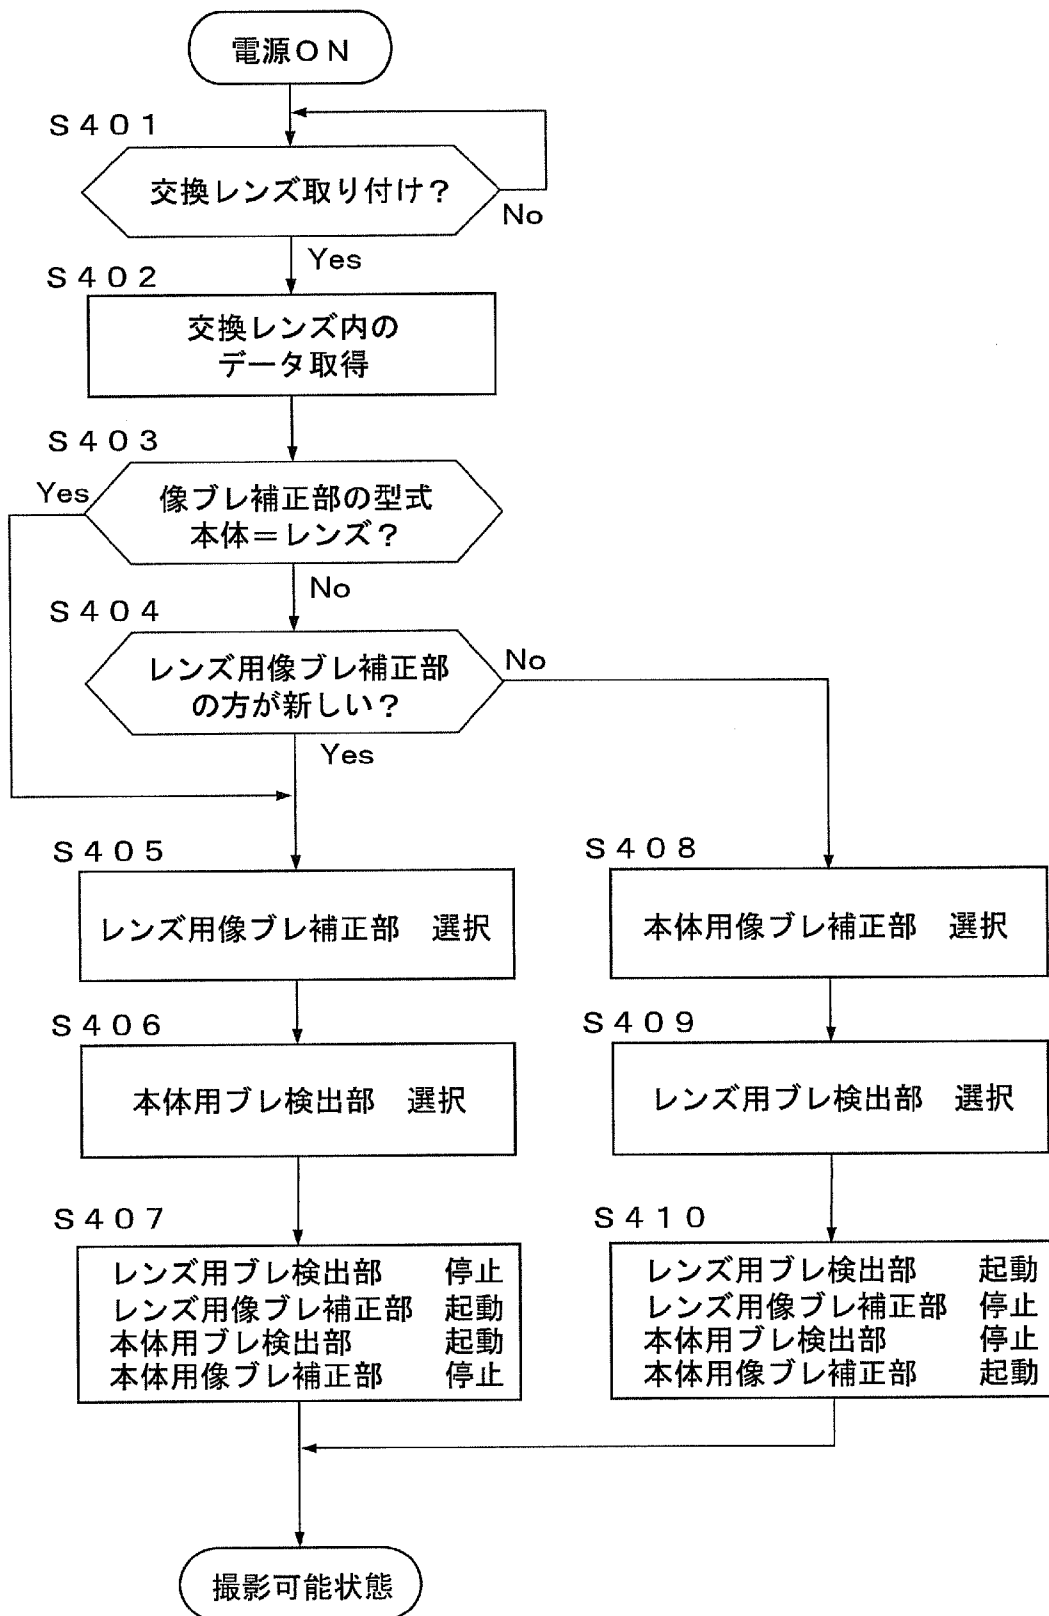 電源ON
S401
交換レンズ取り付け?
No
Yes
S402
交換レンズ内の
データ取得
S403
Yes
像ブレ補正部の型式
本体=レンズ?
No
S404
レンズ用像ブレ補正部
の方が新しい?
No
Yes
S405
レンズ用像ブレ補正部 選択
S406
本体用ブレ検出部 選択
S407
レンズ用ブレ検出部 停止
レンズ用像ブレ補正部 起動
本体用ブレ検出部 起動
本体用像ブレ補正部 停止
S408
本体用像ブレ補正部 選択
S409
レンズ用ブレ検出部 選択
S410
レンズ用ブレ検出部 起動
レンズ用像ブレ補正部 停止
本体用ブレ検出部 停止
本体用像ブレ補正部 起動
撮影可能状態